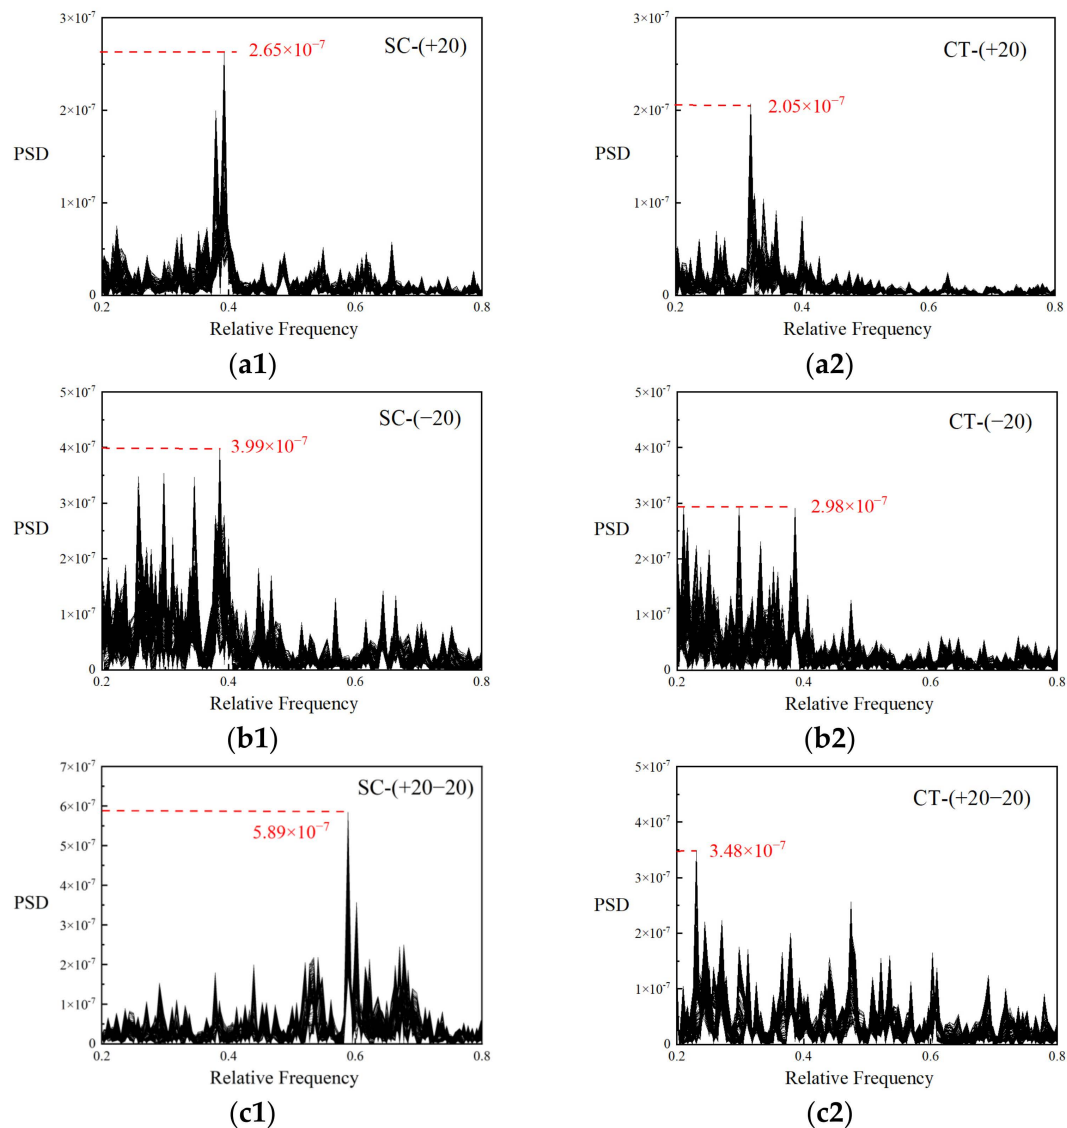 3×10⁻⁷
2×10⁻⁷
1×10⁻⁷
0
PSD
SC-(+20)
2.65×10⁻⁷
0.2
0.4
0.6
0.8
Relative Frequency
(a1)
3×10⁻⁷
2×10⁻⁷
1×10⁻⁷
0
PSD
CT-(+20)
2.05×10⁻⁷
0.2
0.4
0.6
0.8
Relative Frequency
(a2)
5×10⁻⁷
4×10⁻⁷
3×10⁻⁷
2×10⁻⁷
1×10⁻⁷
0
PSD
SC-(−20)
3.99×10⁻⁷
0.2
0.4
0.6
0.8
Relative Frequency
(b1)
5×10⁻⁷
4×10⁻⁷
3×10⁻⁷
2×10⁻⁷
1×10⁻⁷
0
PSD
CT-(−20)
2.98×10⁻⁷
0.2
0.4
0.6
0.8
Relative Frequency
(b2)
7×10⁻⁷
6×10⁻⁷
5×10⁻⁷
4×10⁻⁷
3×10⁻⁷
2×10⁻⁷
1×10⁻⁷
0
PSD
SC-(+20−20)
5.89×10⁻⁷
0.2
0.4
0.6
0.8
Relative Frequency
(c1)
5×10⁻⁷
4×10⁻⁷
3×10⁻⁷
2×10⁻⁷
1×10⁻⁷
0
PSD
CT-(+20−20)
3.48×10⁻⁷
0.2
0.4
0.6
0.8
Relative Frequency
(c2)